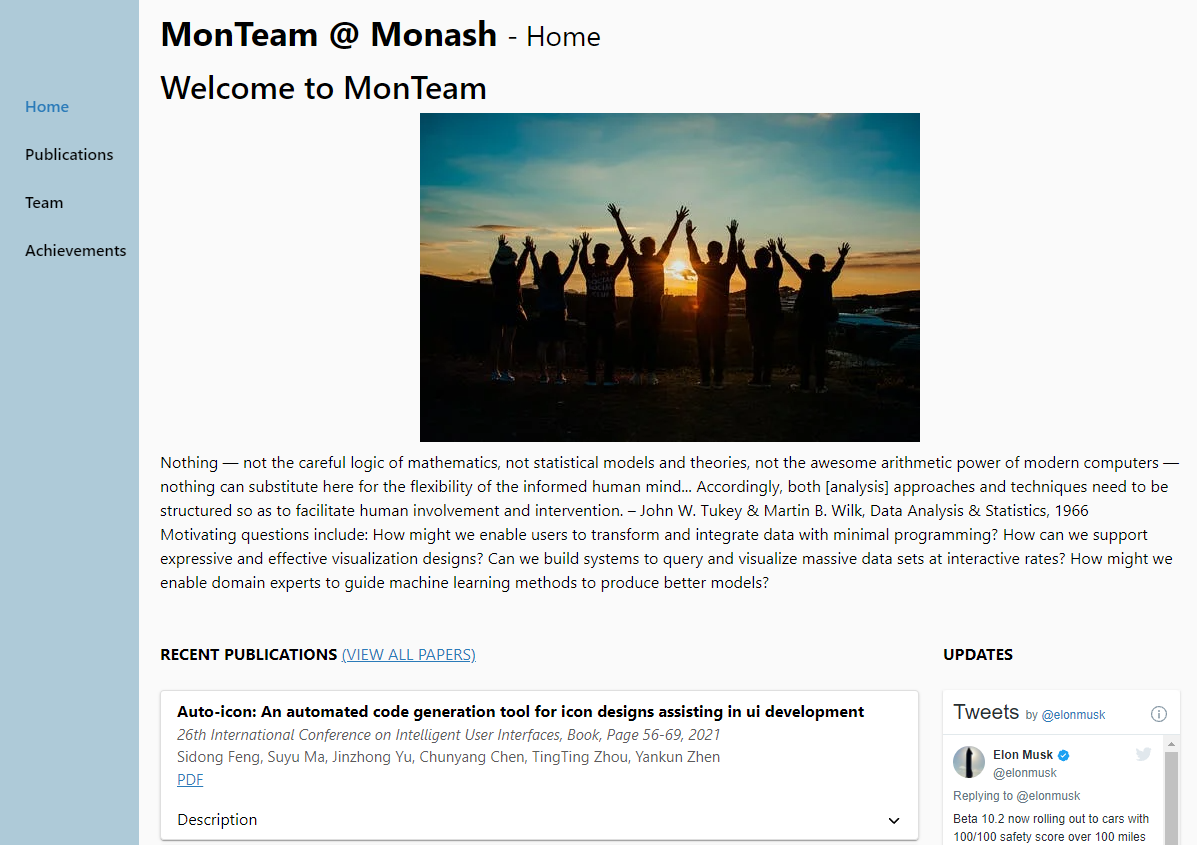 MonTeam @ Monash - Home
Welcome to MonTeam
Home
Publications
Team
Achievements
Nothing — not the careful logic of mathematics, not statistical models and theories, not the awesome arithmetic power of modern computers —
nothing can substitute here for the flexibility of the informed human mind... Accordingly, both [analysis] approaches and techniques need to be
structured so as to facilitate human involvement and intervention. – John W. Tukey & Martin B. Wilk, Data Analysis & Statistics, 1966
Motivating questions include: How might we enable users to transform and integrate data with minimal programming? How can we support
expressive and effective visualization designs? Can we build systems to query and visualize massive data sets at interactive rates? How might we
enable domain experts to guide machine learning methods to produce better models?
RECENT PUBLICATIONS (VIEW ALL PAPERS)
Auto-icon: An automated code generation tool for icon designs assisting in ui development
26th International Conference on Intelligent User Interfaces, Book, Page 56-69, 2021
Sidong Feng, Suyu Ma, Jinzhong Yu, Chunyang Chen, TingTing Zhou, Yankun Zhen
PDF
Description
UPDATES
Tweets by @elonmusk
Elon Musk
@elonmusk
Replying to @elonmusk
Beta 10.2 now rolling out to cars with
100/100 safety score over 100 miles